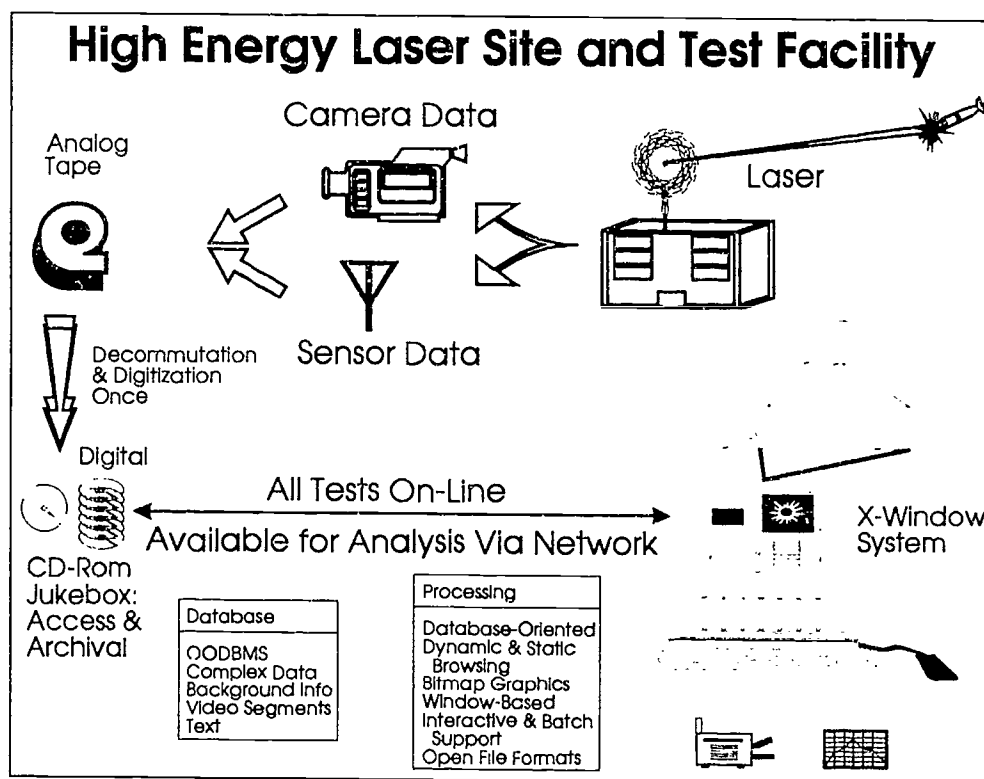 High Energy Laser Site and Test Facility
Camera Data
Analog
Tape
Laser
Sensor Data
Decommutation
& Digitization
Once
Digital
All Tests On-Line
Available for Analysis Via Network
X-Window
System
CD-Rom
Jukebox:
Access &
Archival
Database
OODBMS
Complex Data
Background Info
Video Segments
Text
Processing
Database-Oriented
Dynamic & Static
Browsing
Bitmap Graphics
Window-Based
Interactive & Batch
Support
Open File Formats